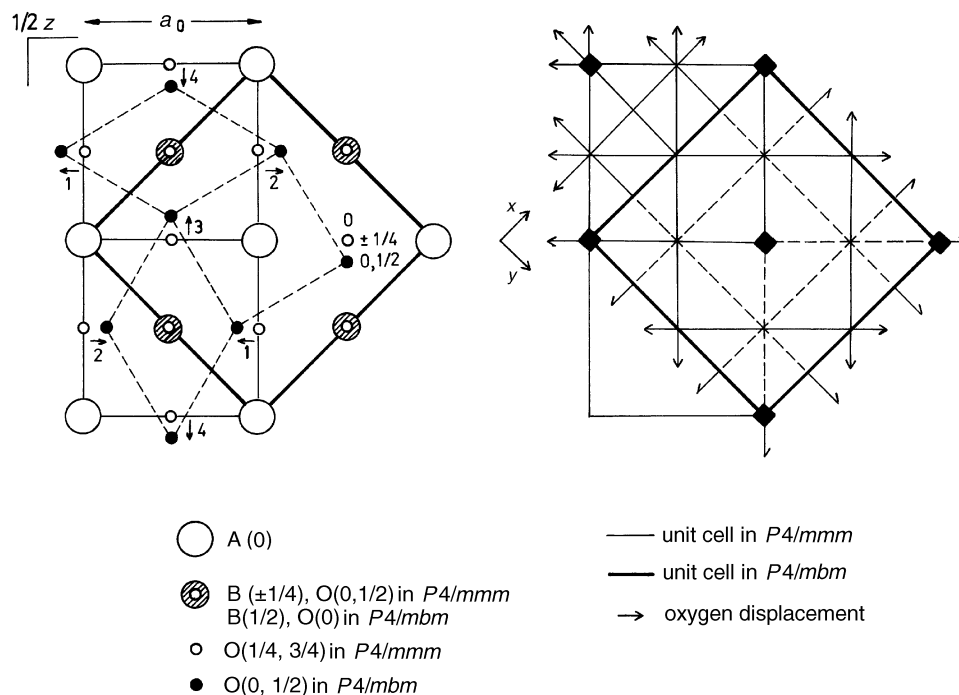 1/2 z
a0
4
1
2
3
0
± 1/4
0,1/2
2
1
4
x
y
A (0)
B (±1/4), O(0,1/2) in P4/mmm
B(1/2), O(0) in P4/mbm
O(1/4, 3/4) in P4/mmm
O(0, 1/2) in P4/mbm
unit cell in P4/mmm
unit cell in P4/mbm
oxygen displacement